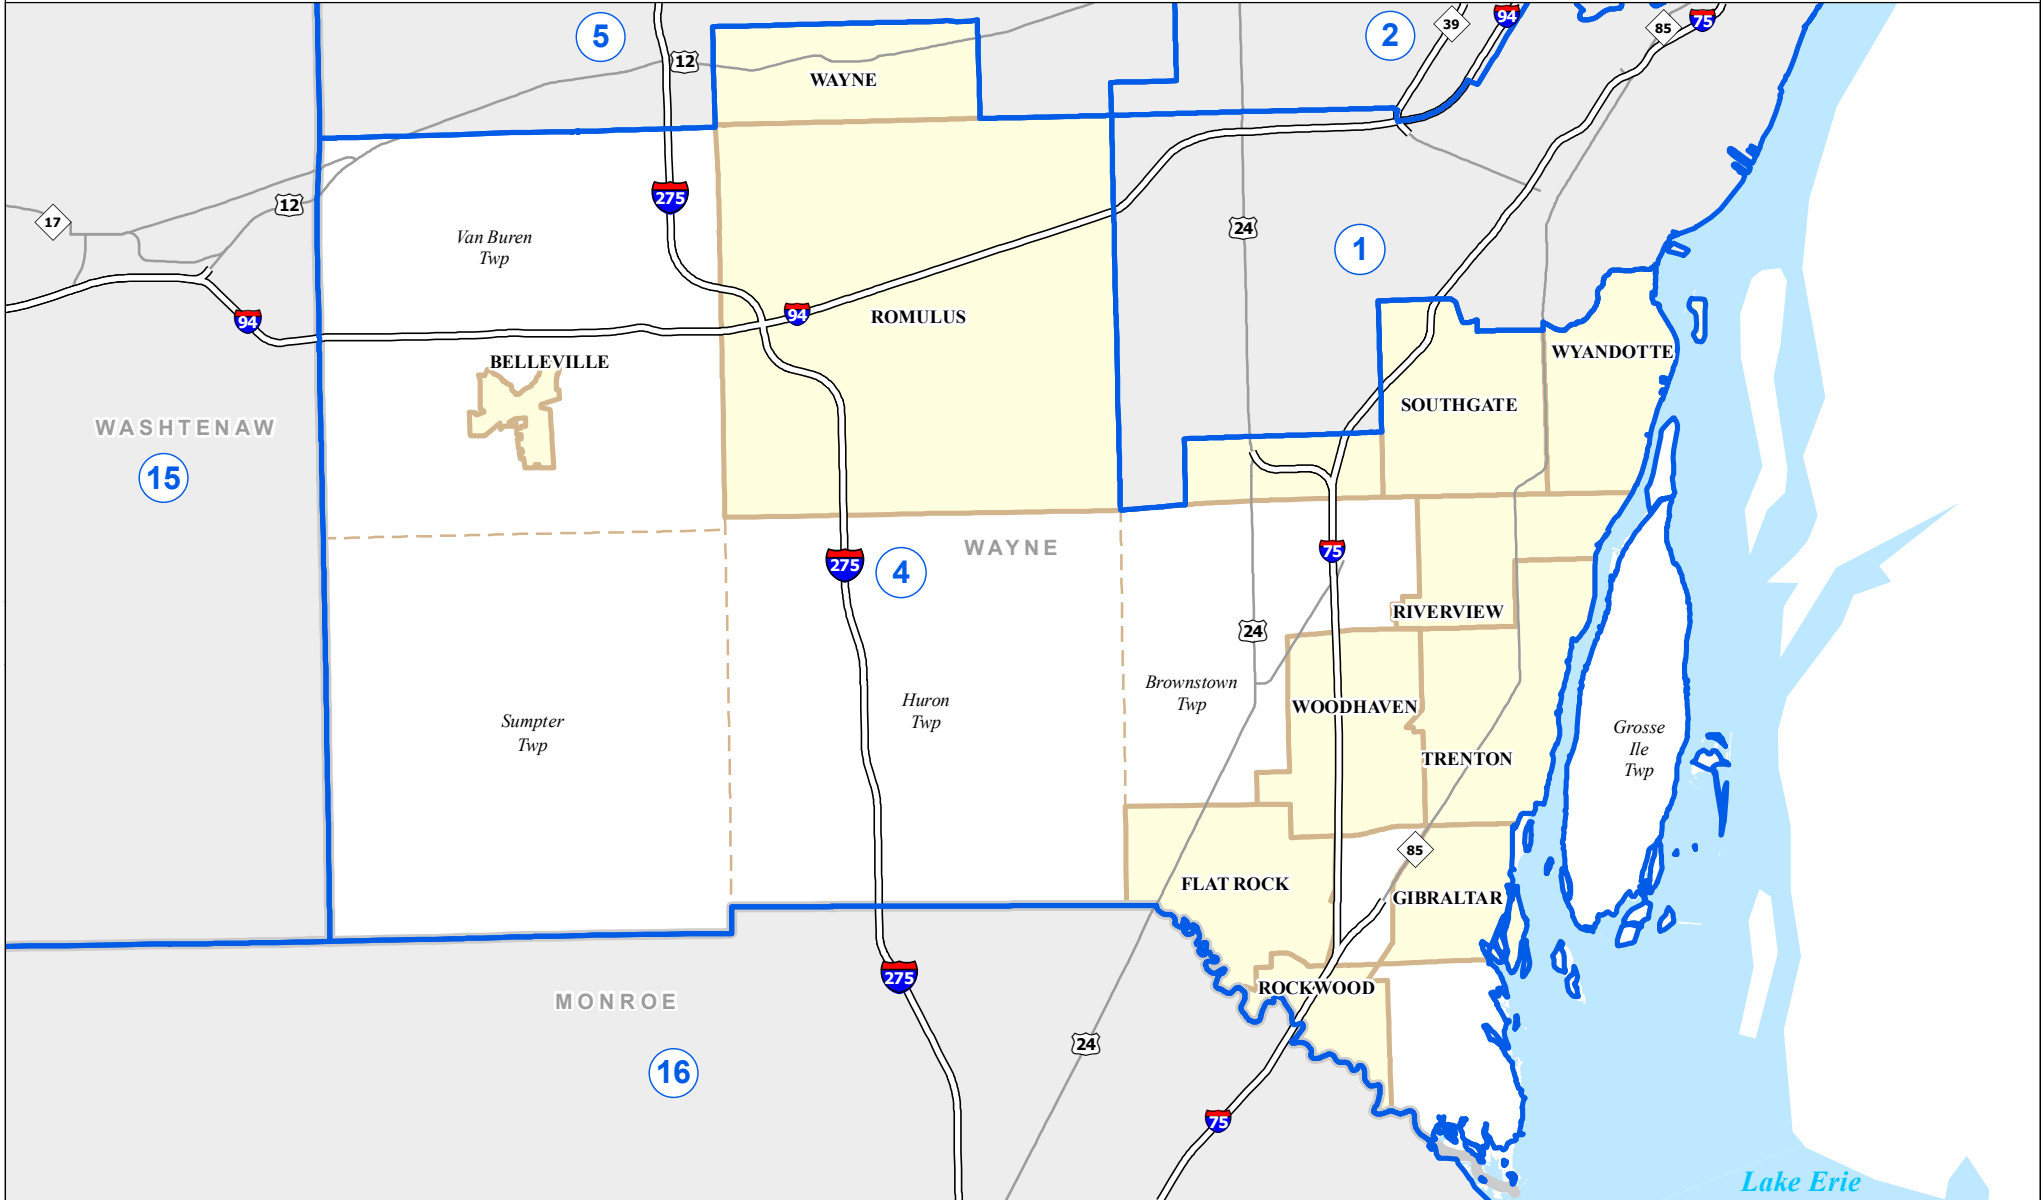 5
2
39
94
85
75
12
WAYNE
275
12
17
24
Van Buren
Twp
1
94
94
ROMULUS
BELLEVILLE
WYANDOTTE
SOUTHGATE
WASHTENAW
15
WAYNE
275
4
75
RIVERVIEW
24
Brownstown
Twp
Huron
Twp
Sumpter
Twp
WOODHAVEN
Grosse
Ile
Twp
TRENTON
85
FLAT ROCK
GIBRALTAR
275
ROCKWOOD
MONROE
24
16
75
Lake Erie